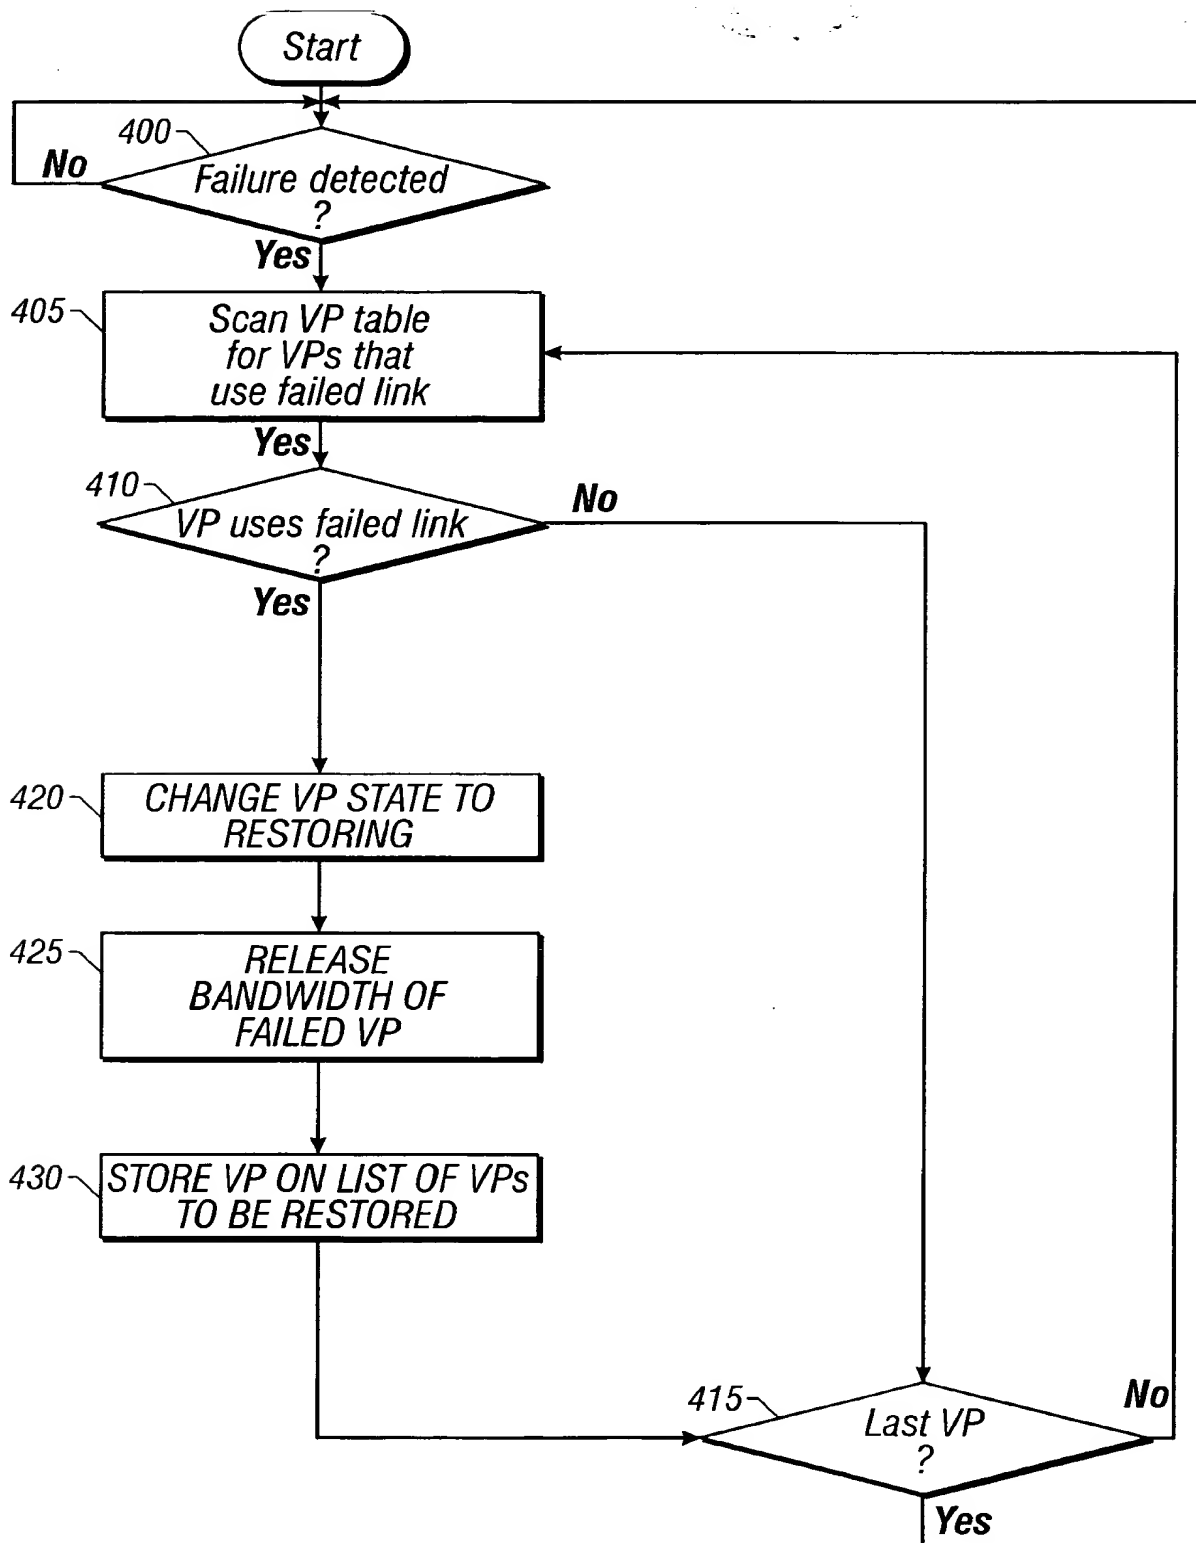 Start
400
No
Failure detected
?
Yes
405
Scan VP table
for VPs that
use failed link
Yes
410
No
VP uses failed link
?
Yes
420
CHANGE VP STATE TO
RESTORING
425
RELEASE
BANDWIDTH OF
FAILED VP
430
STORE VP ON LIST OF VPs
TO BE RESTORED
415
No
Last VP
?
Yes